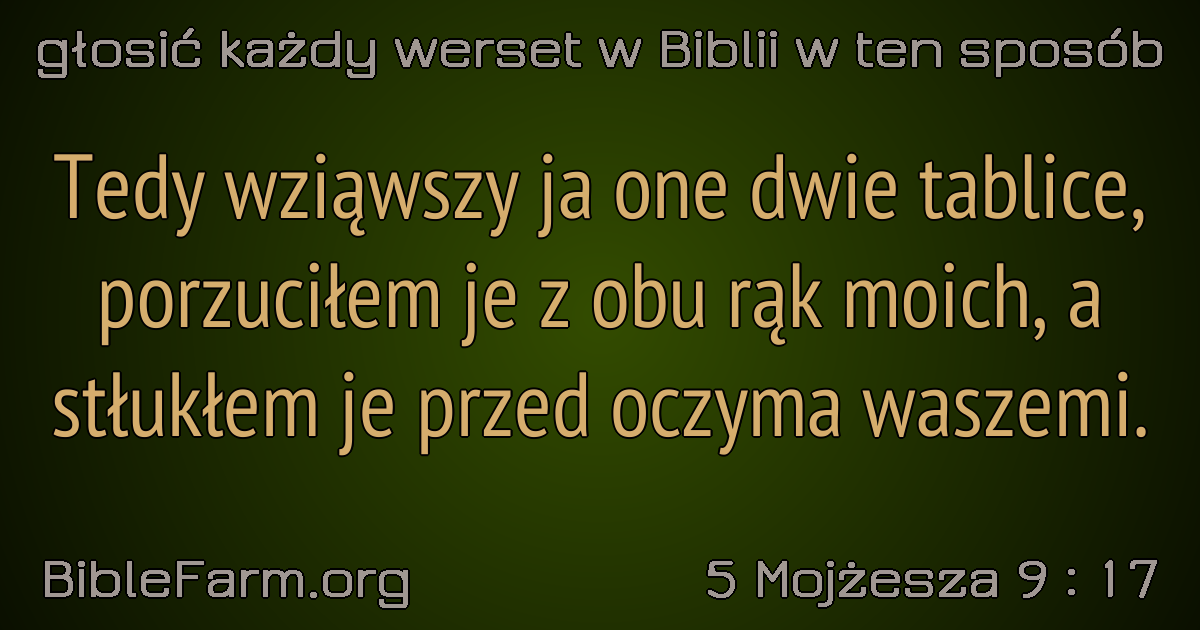 głosić każdy werset w Biblii w ten sposób
Tedy wziąwszy ja one dwie tablice,
porzuciłem je z obu rąk moich, a
stłukłem je przed oczyma waszemi.
BibleFarm.org
5 Mojżesza 9 : 17